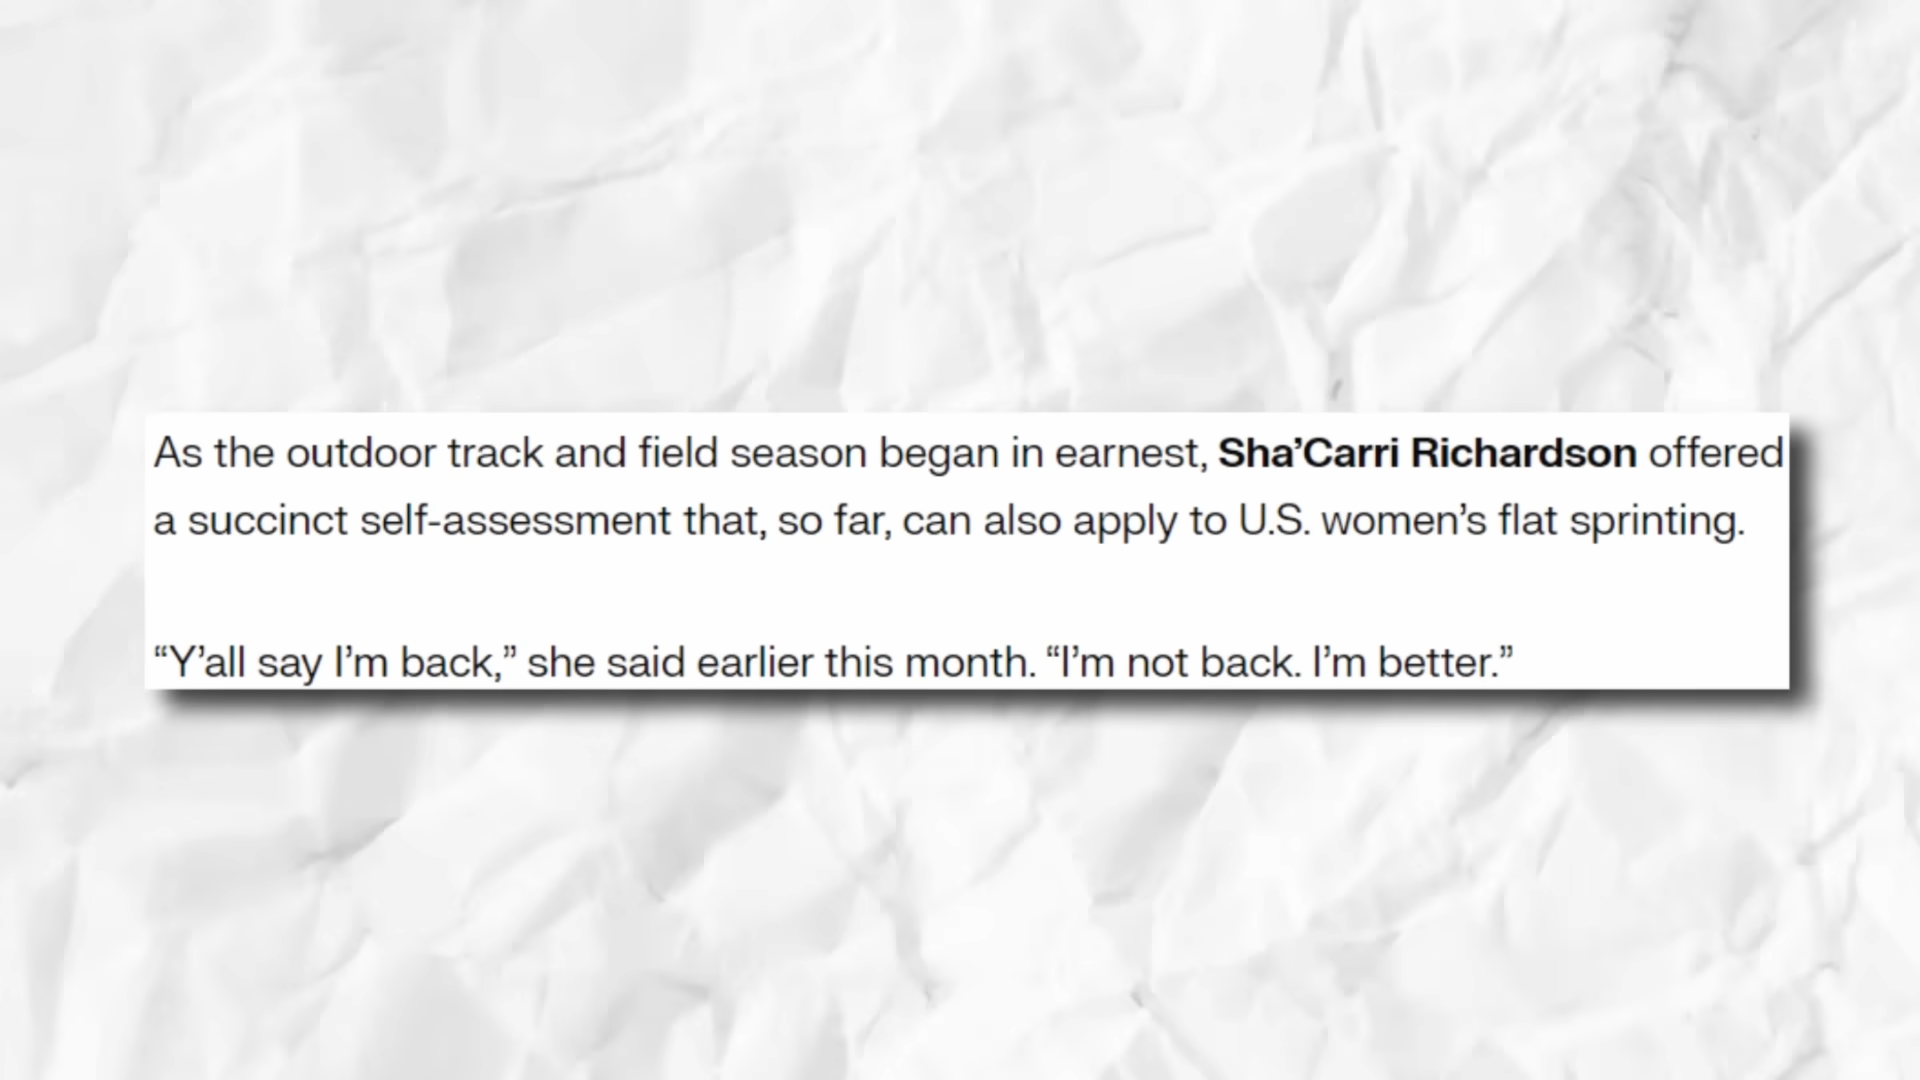 As the outdoor track and field season began in earnest, Sha’Carri Richardson offered
a succinct self-assessment that, so far, can also apply to U.S. women’s flat sprinting.
“Y’all say I’m back,” she said earlier this month. “I’m not back. I’m better.”